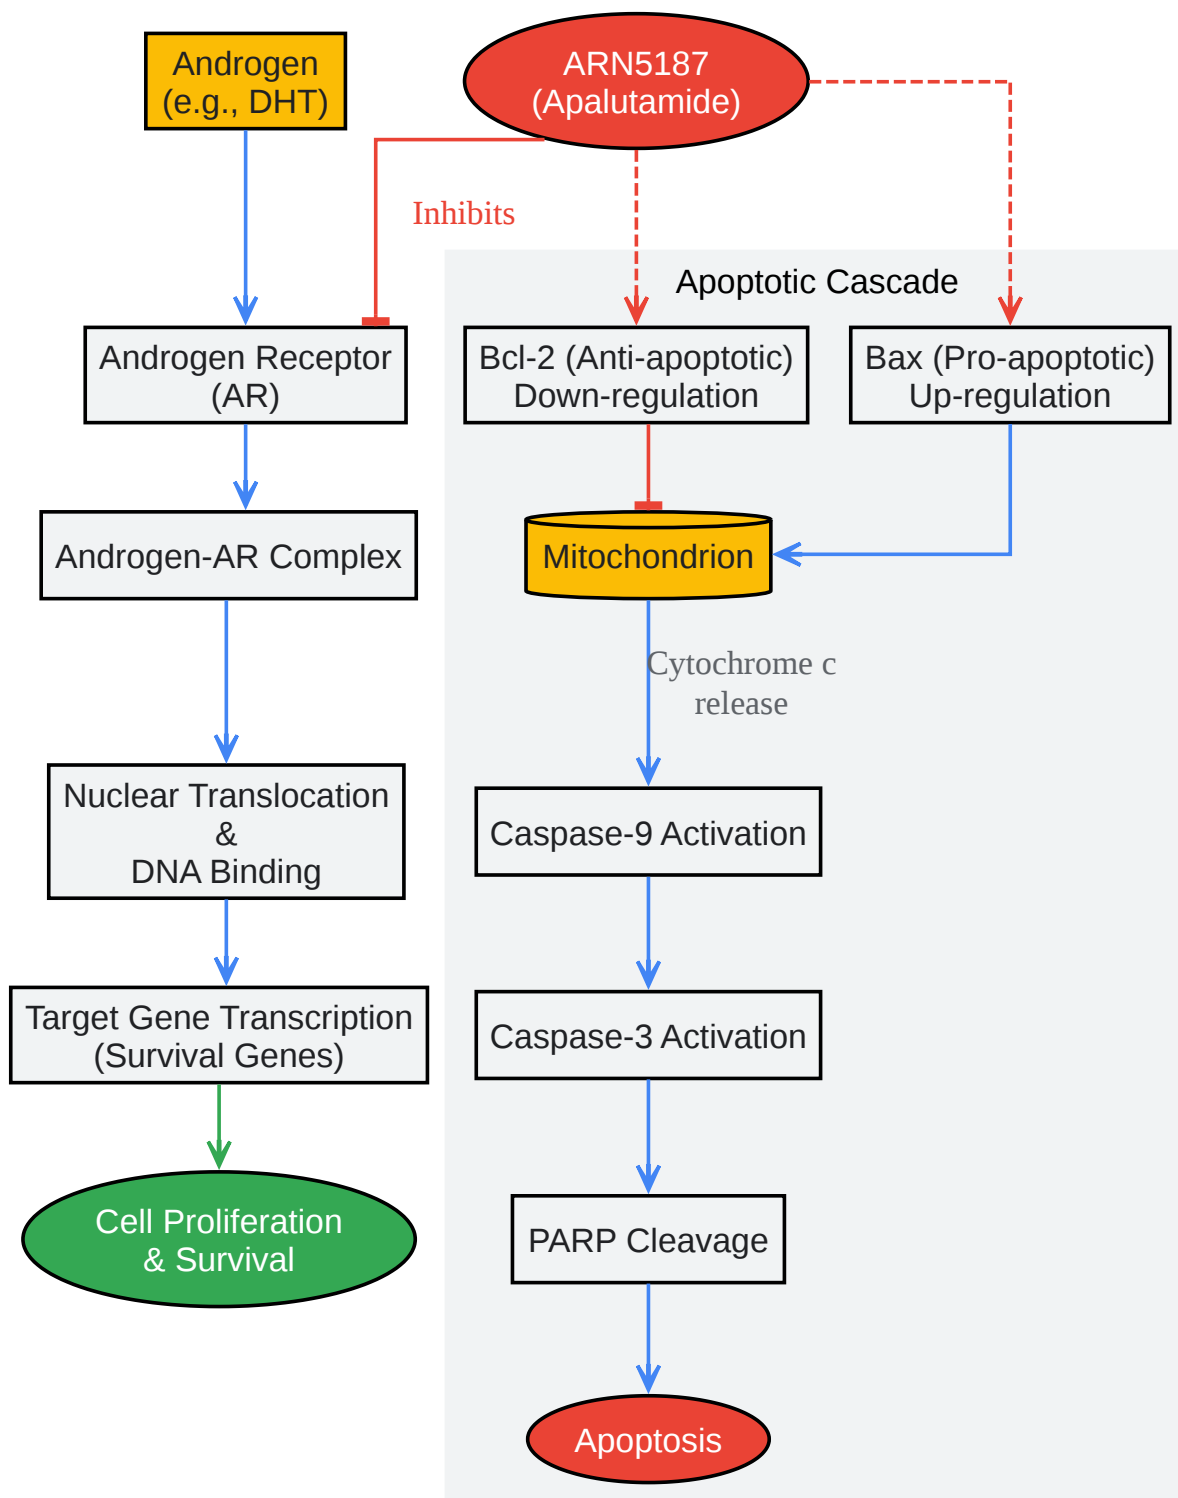 Androgen
(e.g., DHT)
ARN5187
(Apalutamide)
Inhibits
Apoptotic Cascade
Androgen Receptor
(AR)
Bcl-2 (Anti-apoptotic)
Down-regulation
Bax (Pro-apoptotic)
Up-regulation
Androgen-AR Complex
Mitochondrion
Cytochrome c
release
Nuclear Translocation
&
DNA Binding
Caspase-9 Activation
Target Gene Transcription
(Survival Genes)
Caspase-3 Activation
Cell Proliferation
& Survival
PARP Cleavage
Apoptosis